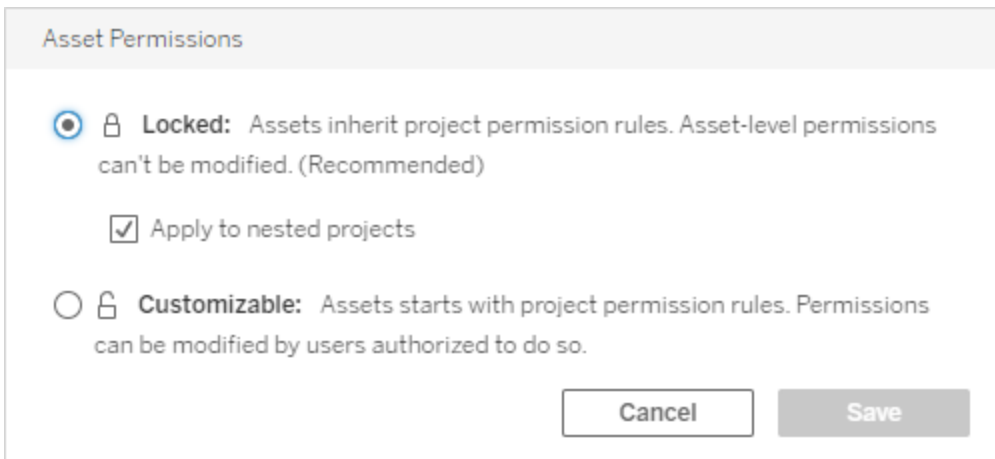 Asset Permissions
Locked: Assets inherit project permission rules. Asset-level permissions
can't be modified. (Recommended)
Apply to nested projects
Customizable: Assets starts with project permission rules. Permissions
can be modified by users authorized to do so.
Cancel Save